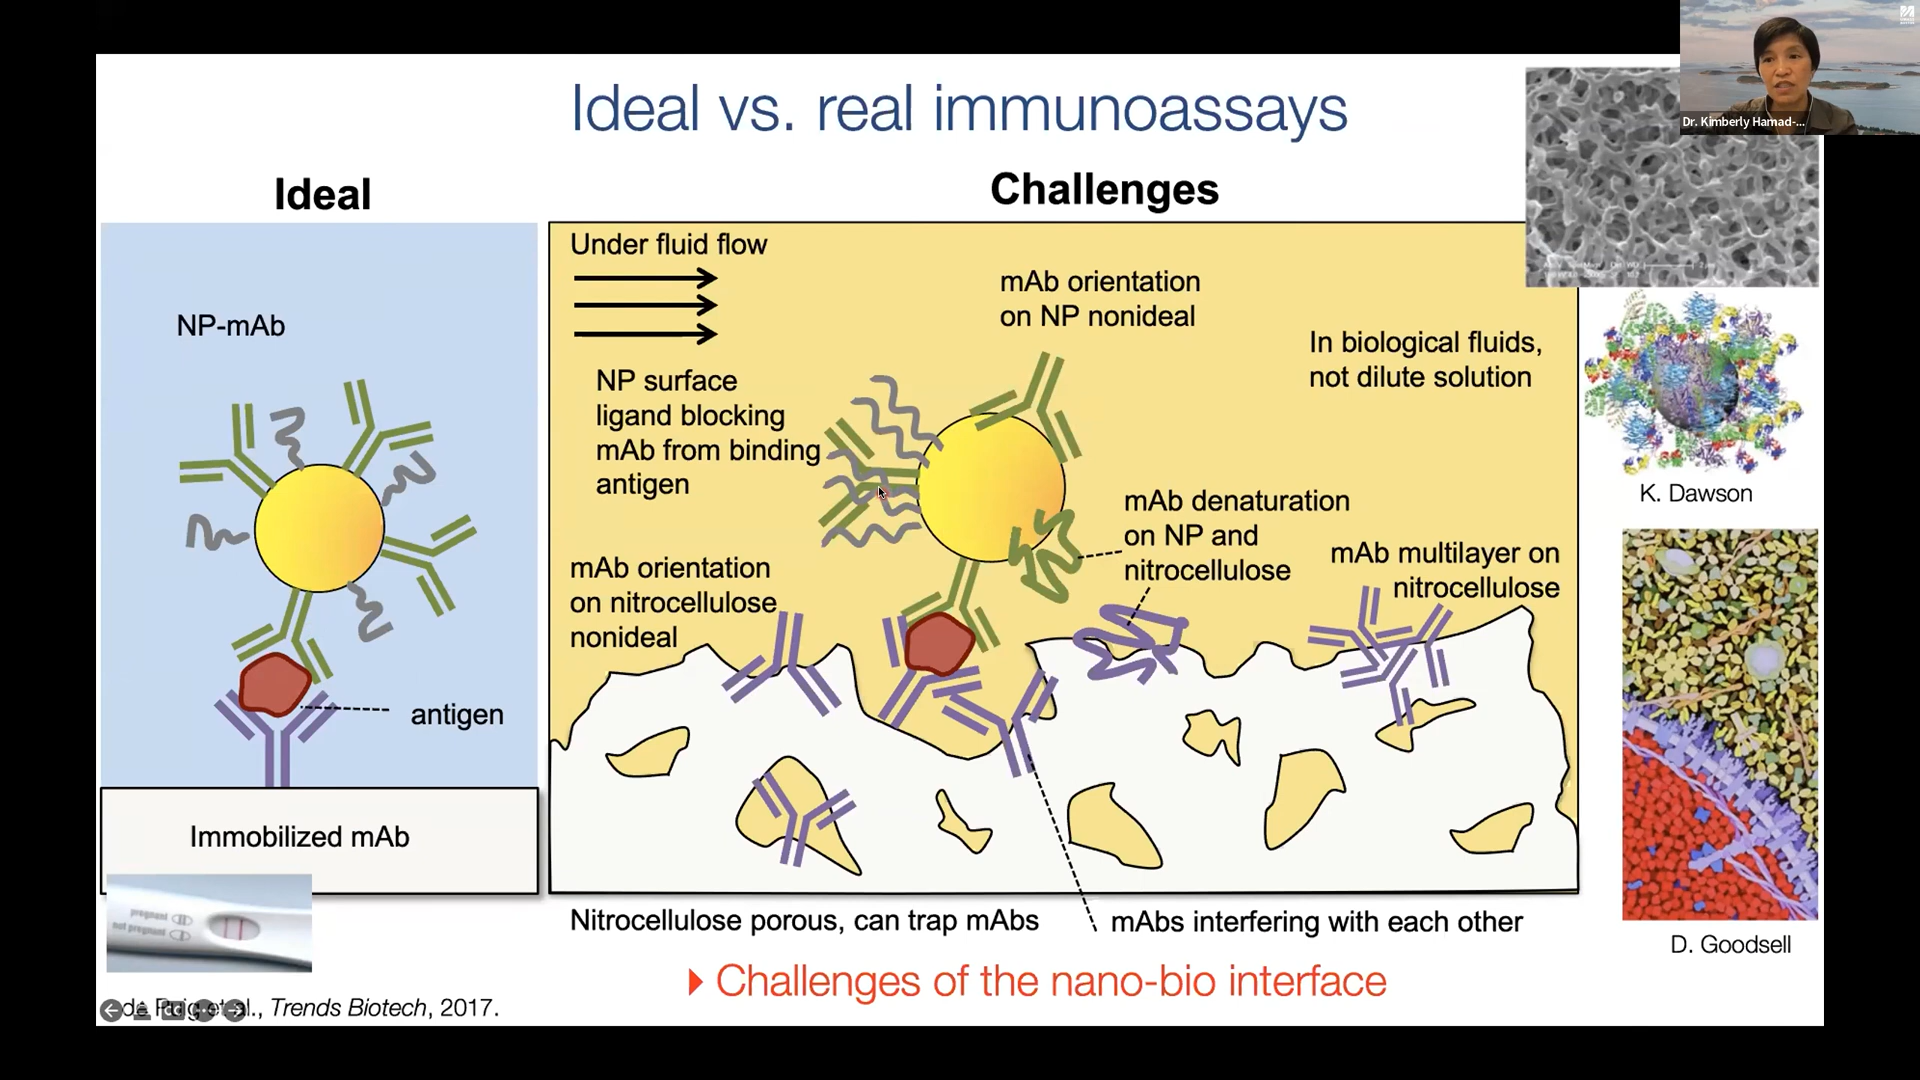 Ideal vs. real immunoassays
Dr. Kimberly Hamad-...
Ideal
Challenges
NP-mAb
antigen
Immobilized mAb
pregnant
not pregnant
Under fluid flow
mAb orientation
on NP nonideal
In biological fluids,
not dilute solution
NP surface
ligand blocking
mAb from binding
antigen
mAb denaturation
on NP and
nitrocellulose
mAb multilayer on
nitrocellulose
mAb orientation
on nitrocellulose
nonideal
K. Dawson
D. Goodsell
Nitrocellulose porous, can trap mAbs
mAbs interfering with each other
Challenges of the nano-bio interface
de Puig et al., Trends Biotech, 2017.